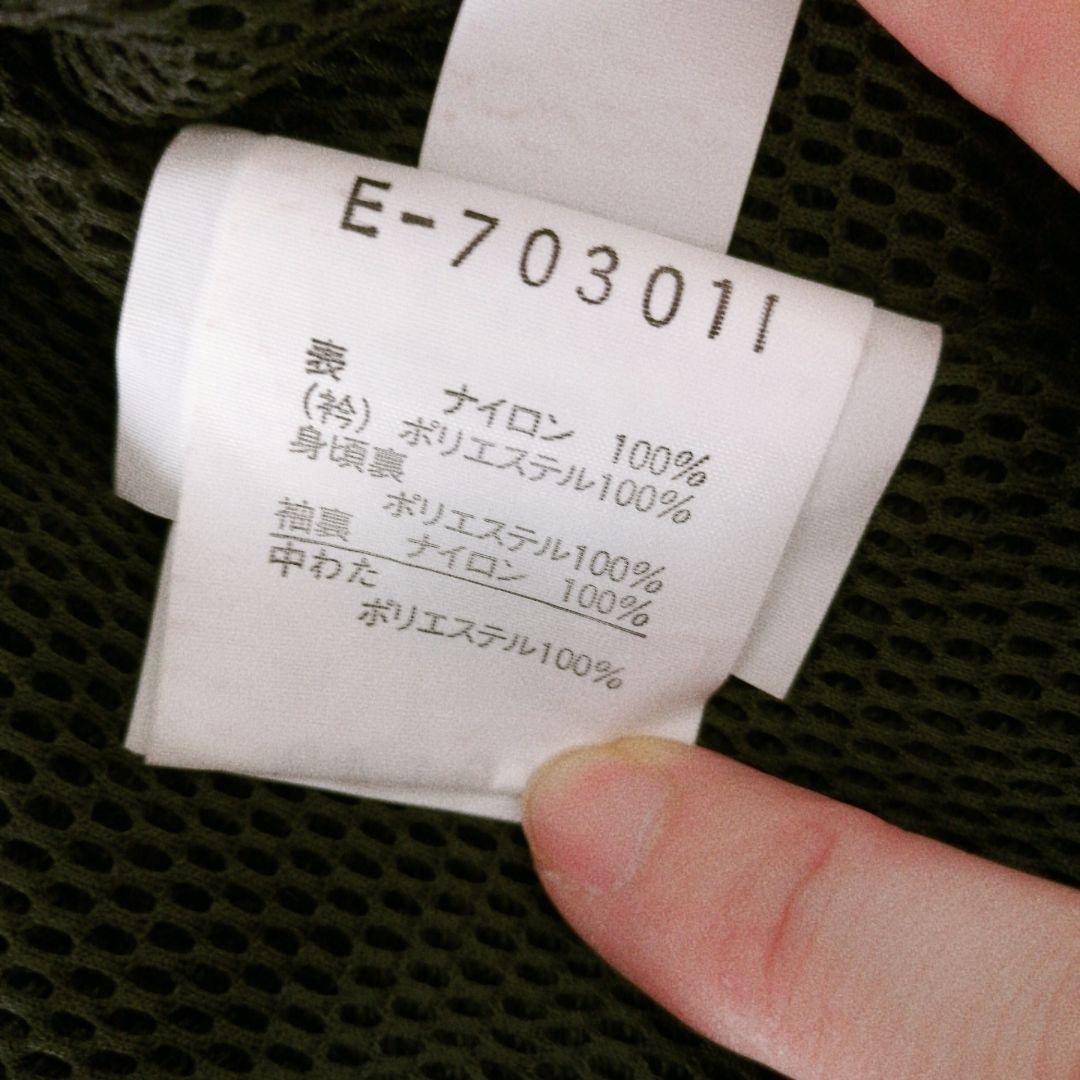 E-703011
表 ナイロン 100%
(衿) ポリエステル100%
身頃裏
ポリエステル100%
袖裏 ナイロン 100%
中わた
ポリエステル100%